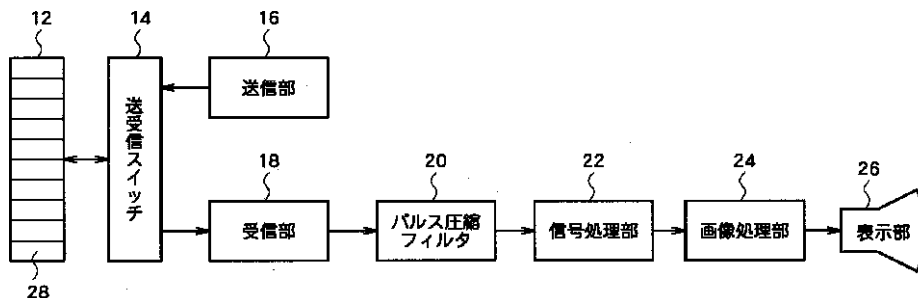 12
14
16
送受信スイッチ
送信部
18
20
22
24
26
受信部
パルス圧縮
フィルタ
信号処理部
画像処理部
表示部
28